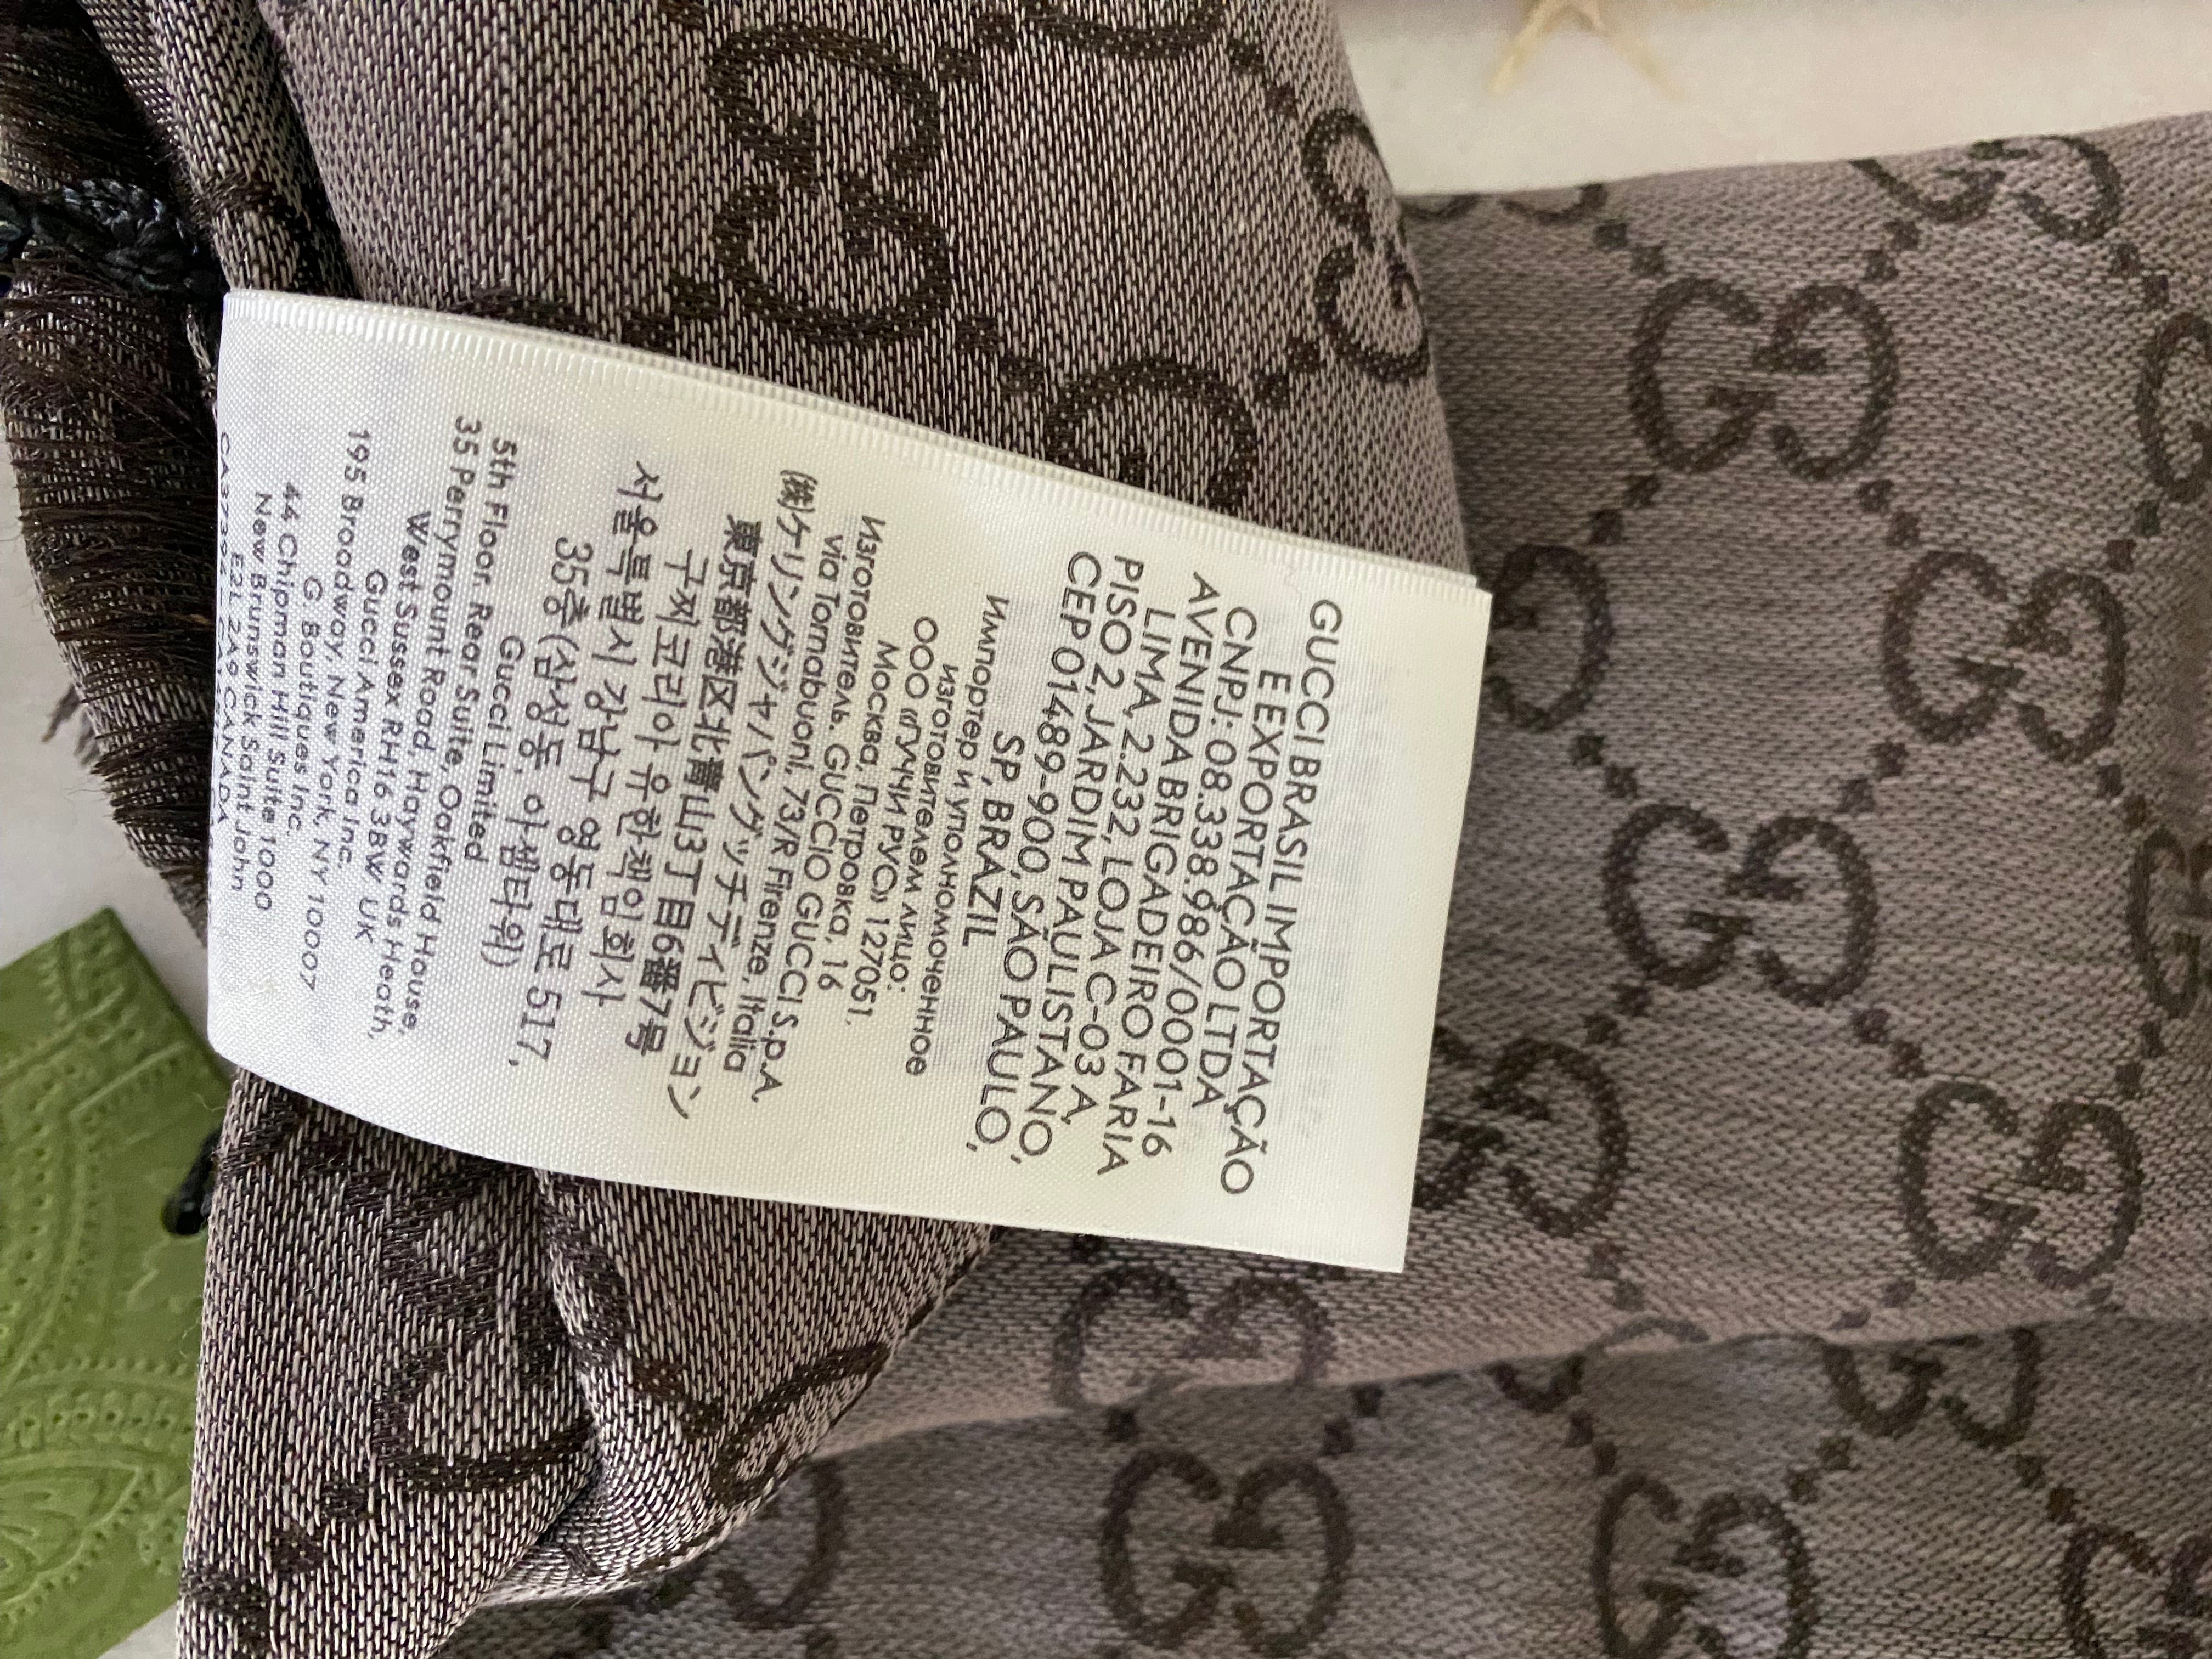 GUCCI BRASIL IMPORTAÇÃO
E EXPORTAÇÃO LTDA
CNPJ: 08.338.986/0001-16
AVENIDA BRIGADEIRO FARIA
LIMA, 2.232, LOJA C-03 A,
PISO 2, JARDIM PAULISTANO,
CEP 01489-900, SÃO PAULO,
SP, BRAZIL
Импортер и уполномоченное
изготовителем лицо:
ООО «ГУЧЧИ РУС» 127051,
Москва, Петровка, 16
Изготовитель. GUCCIO GUCCI S.p.A
via Tornabuoni, 73/R Firenze, Italia
㈱ケリングジャパングッチディビジョン
東京都港区北青山3丁目6番7号
구찌코리아 유한책임회사
서울특별시 강남구 영동대로 517,
35층(삼성동, 아셈타워)
Gucci Limited
5th Floor, Rear Suite, Oakfield House,
35 Perrymount Road, Haywards Heath,
West Sussex RH16 3BW UK
Gucci America Inc
195 Broadway, New York, NY 10007
G. Boutiques Inc.
44 Chipman Hill Suite 1000
New Brunswick Saint John
E2L 2A9 CANADA